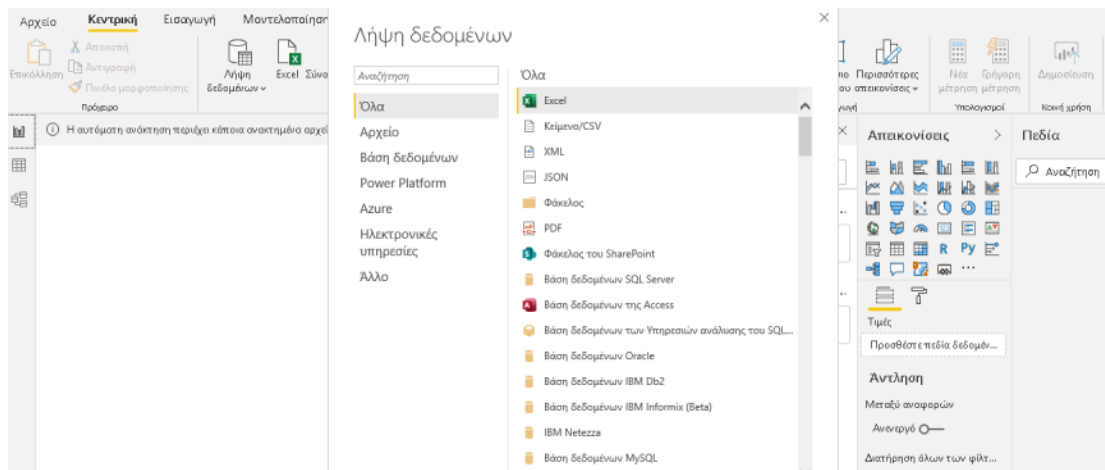 Αρχείο
Κεντρική
Εισαγωγή
Μοντελοποίηση
Επικόλληση
Αποκοπή
Αντιγραφή
Πινέλο μορφοποίησης
Πρόχειρο
Λήψη
δεδομένων
Excel
Η αυτόματη ανάκτηση περιέχει κάποια ανακτημένα
Λήψη δεδομένων
Αναζήτηση
Όλα
Αρχείο
Βάση δεδομένων
Power Platform
Azure
Ηλεκτρονικές
υπηρεσίες
Άλλο
Όλα
Excel
Κείμενο/CSV
XML
JSON
Φάκελος
PDF
Φάκελος του SharePoint
Βάση δεδομένων SQL Server
Βάση δεδομένων της Access
Βάση δεδομένων των Υπηρεσιών ανάλυσης του SQL...
Βάση δεδομένων Oracle
Βάση δεδομένων IBM Db2
Βάση δεδομένων IBM Informix (Beta)
IBM Netezza
Βάση δεδομένων MySQL
Περισσότερες
απεικονίσεις
Νέα
μέτρηση
Γρήγορη
μέτρηση
Υπολογισμοί
Δημοσίευση
Κοινή χρήση
Απεικονίσεις
R Py
Τιμές
Προσθέστε πεδία δεδομέν...
Άντληση
Μεταξύ αναφορών
Ανενεργό
Διατήρηση όλων των φίλτ...
Πεδία
Αναζήτηση